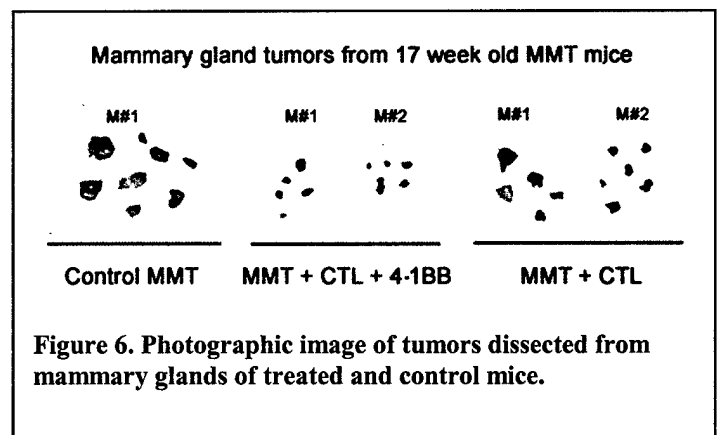 Mammary gland tumors from 17 week old MMT mice
M#1 M#1 M#2 M#1 M#2
Control MMT MMT + CTL + 4-1BB MMT + CTL
Figure 6. Photographic image of tumors dissected from
mammary glands of treated and control mice.